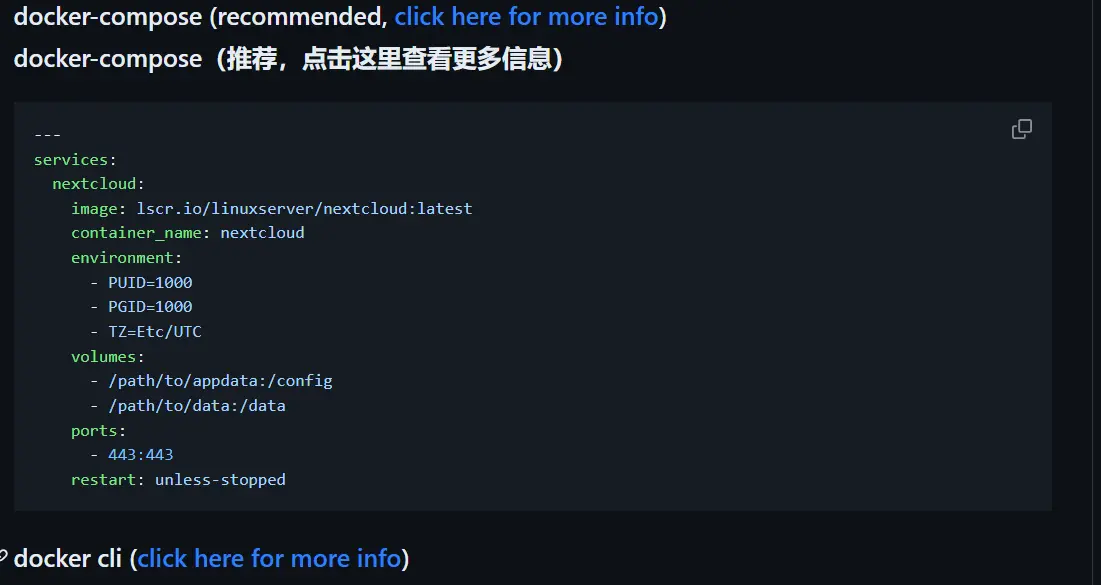 docker-compose (recommended, click here for more info)
docker-compose（推荐，点击这里查看更多信息）
---
services:
  nextcloud:
    image: lscr.io/linuxserver/nextcloud:latest
    container_name: nextcloud
    environment:
      - PUID=1000
      - PGID=1000
      - TZ=Etc/UTC
    volumes:
      - /path/to/appdata:/config
      - /path/to/data:/data
    ports:
      - 443:443
    restart: unless-stopped
docker cli (click here for more info)